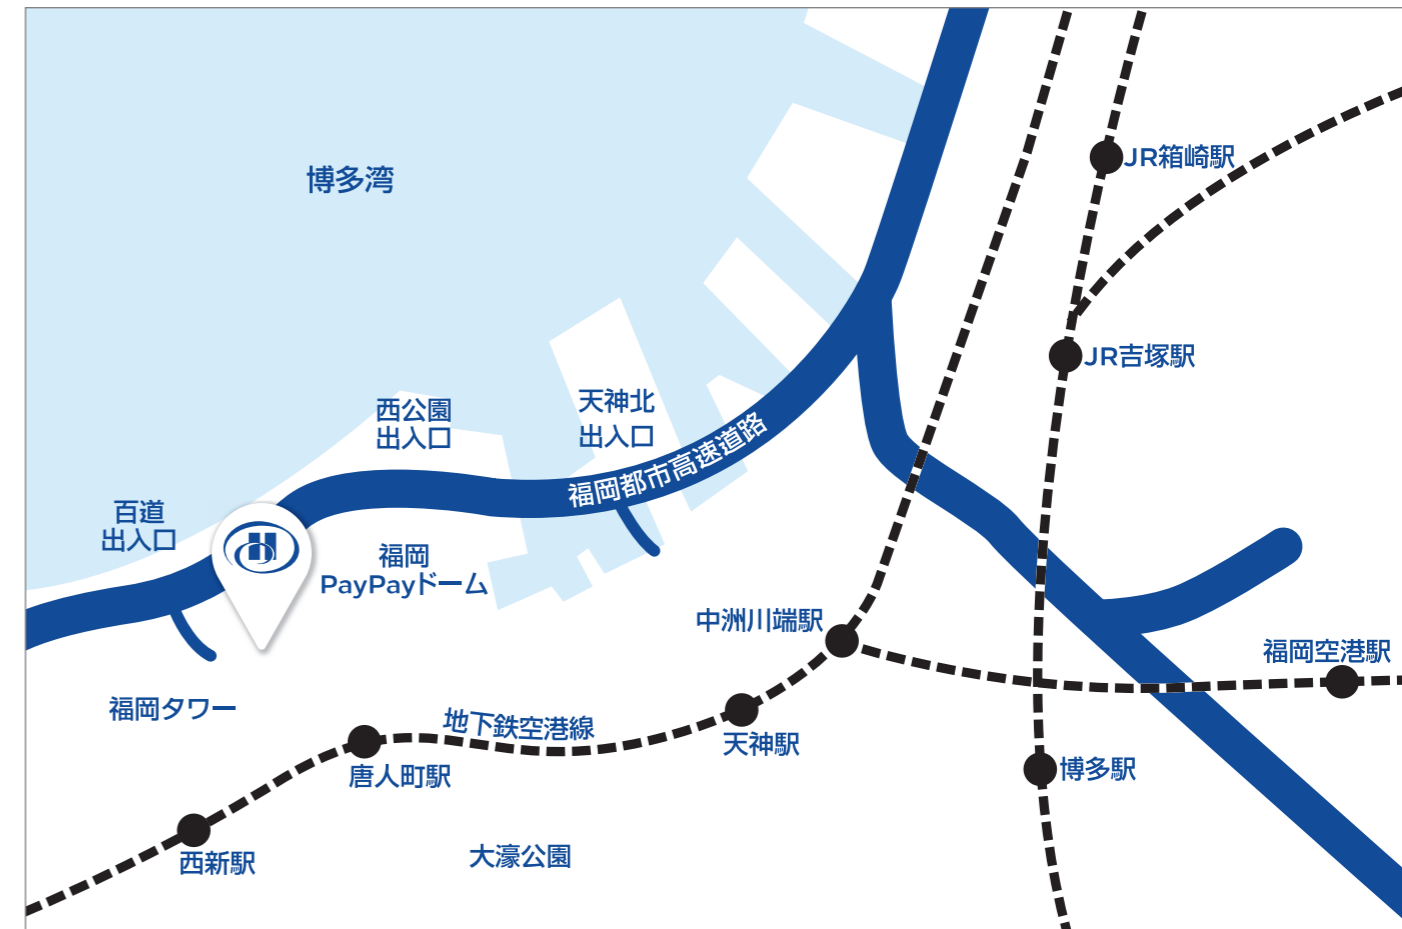 JR箱崎駅
博多湾
JR吉塚駅
西公園
出入口
天神北
出入口
福岡都市高速道路
百道
出入口
福岡
PayPayドーム
中洲川端駅
福岡空港駅
福岡タワー
地下鉄空港線
天神駅
唐人町駅
博多駅
西新駅
大濠公園